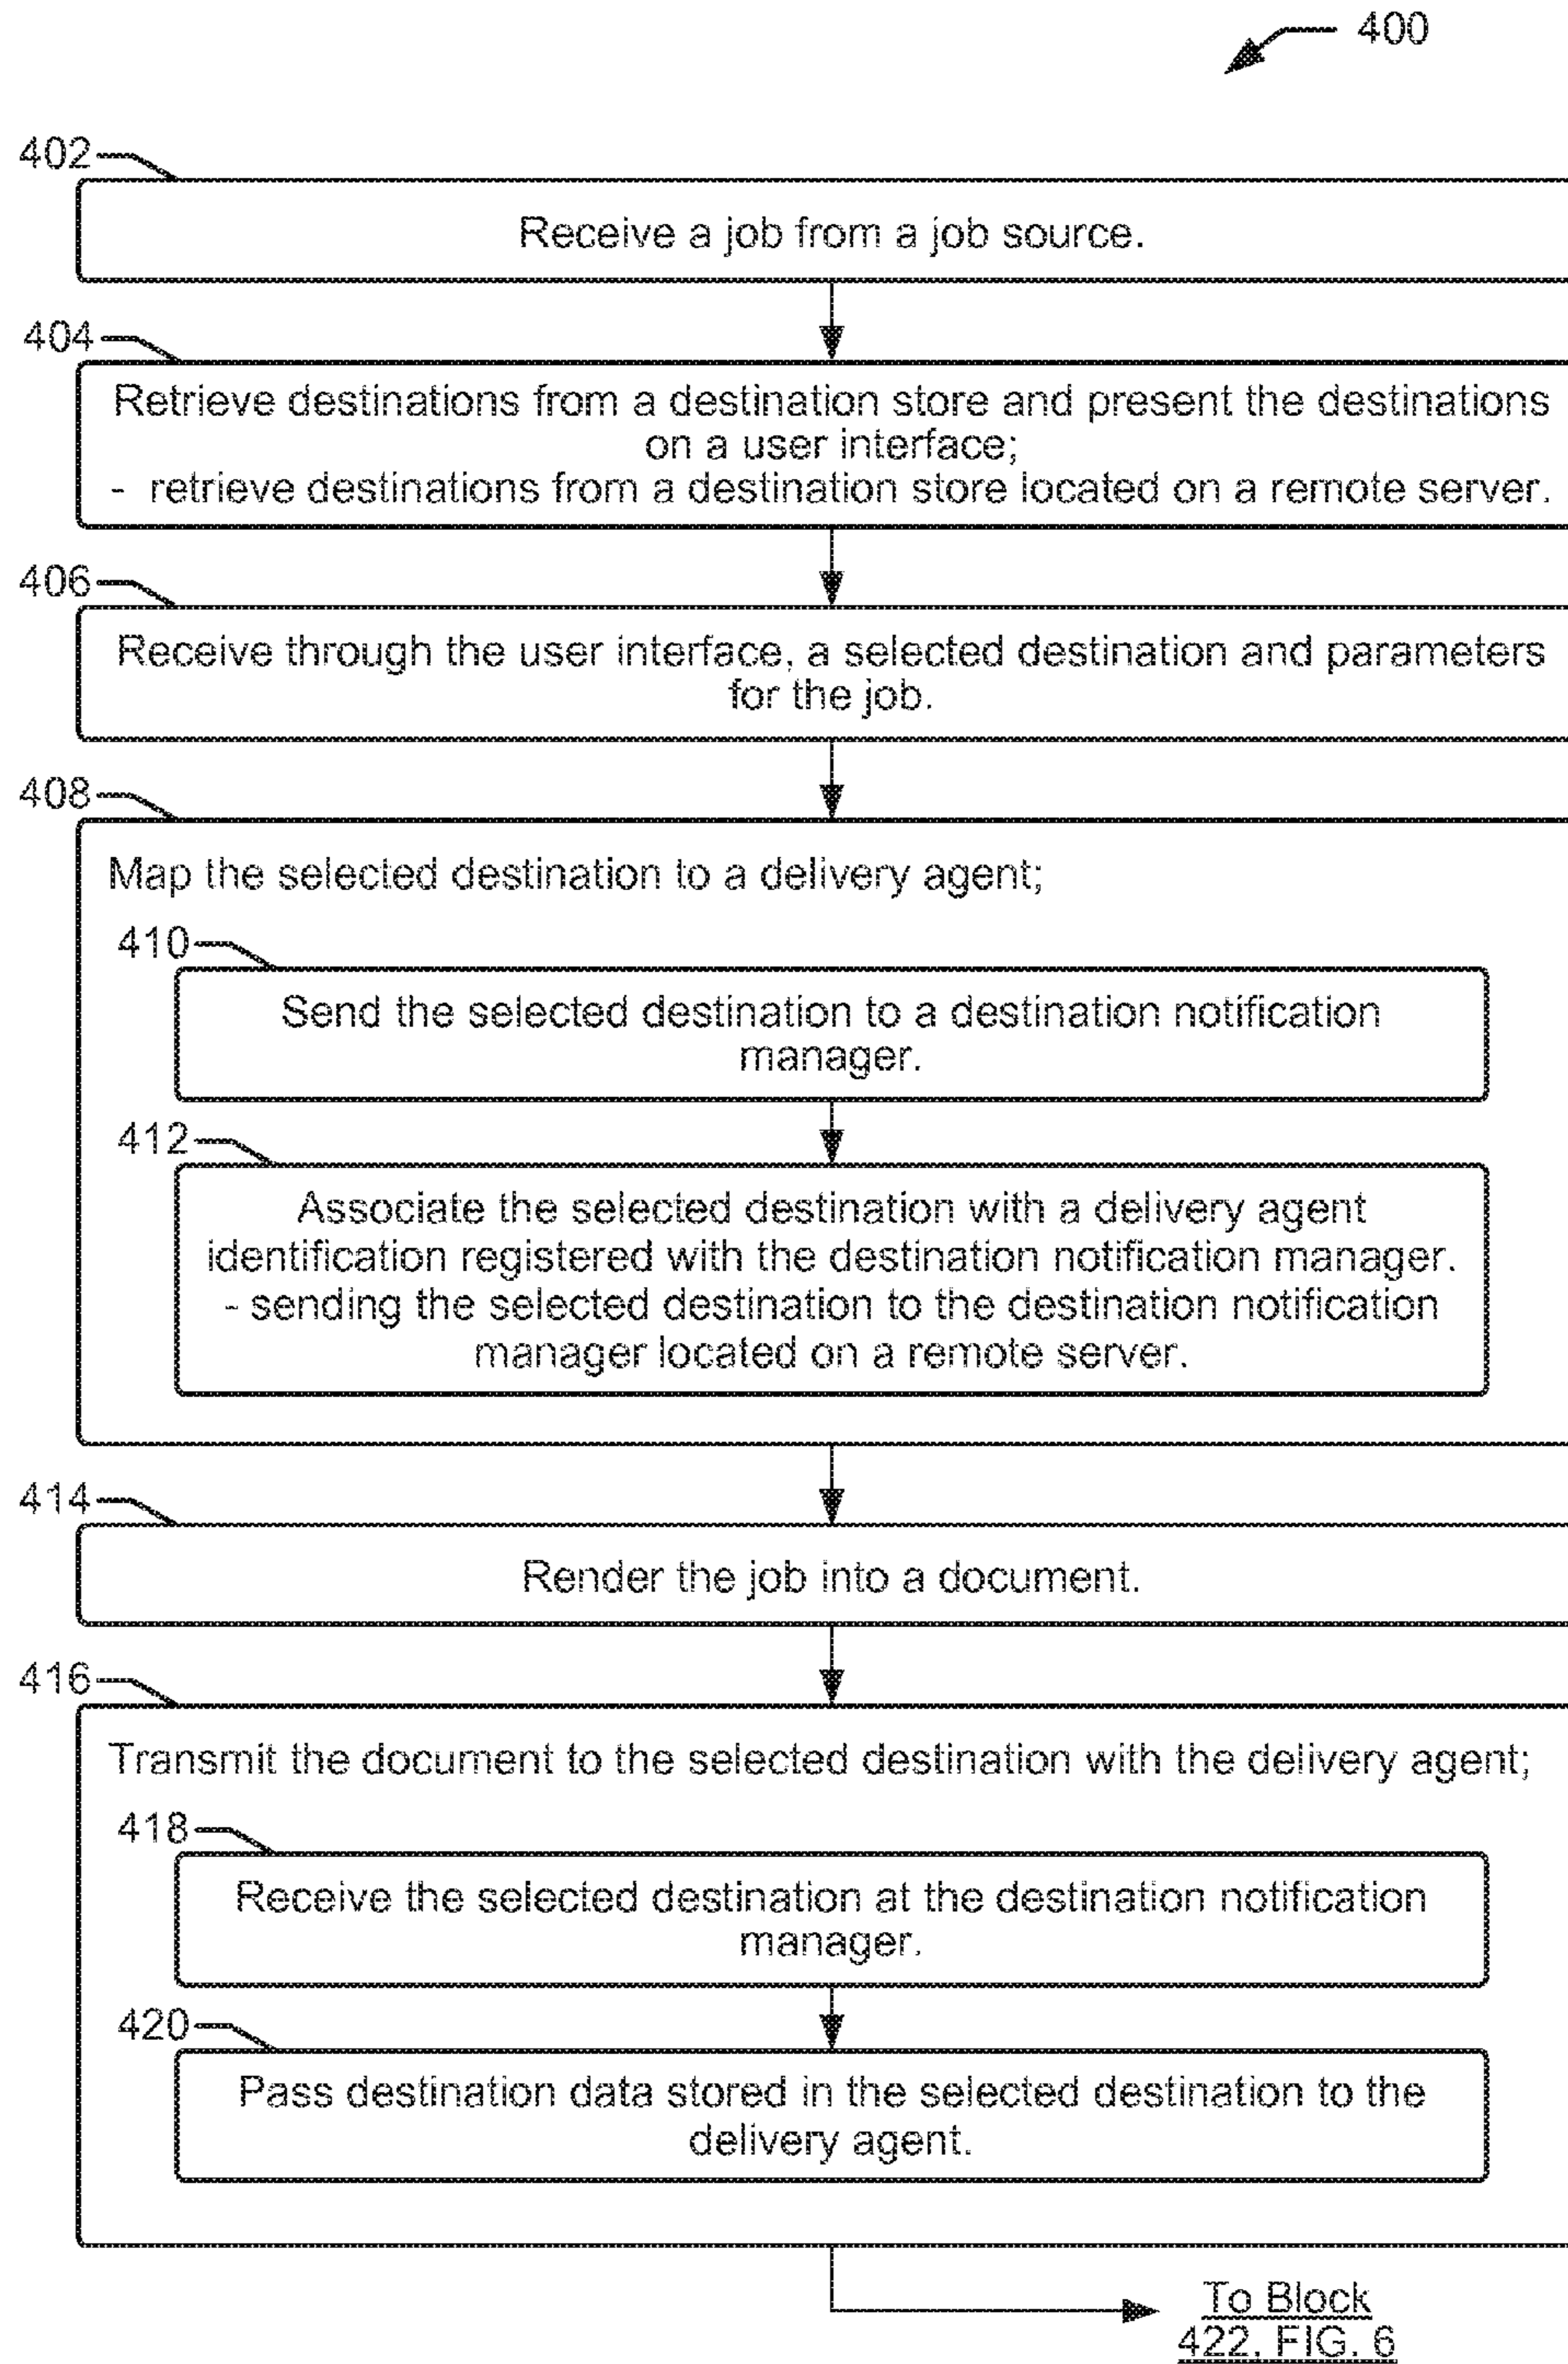 400
402
Receive a job from a job source.
404
Retrieve destinations from a destination store and present the destinations
on a user interface;
- retrieve destinations from a destination store located on a remote server.
406
Receive through the user interface, a selected destination and parameters
for the job.
408
Map the selected destination to a delivery agent;
410
Send the selected destination to a destination notification
manager.
412
Associate the selected destination with a delivery agent
identification registered with the destination notification manager.
- sending the selected destination to the destination notification
manager located on a remote server.
414
Render the job into a document.
416
Transmit the document to the selected destination with the delivery agent;
418
Receive the selected destination at the destination notification
manager.
420
Pass destination data stored in the selected destination to the
delivery agent.
To Block
422, FIG. 6